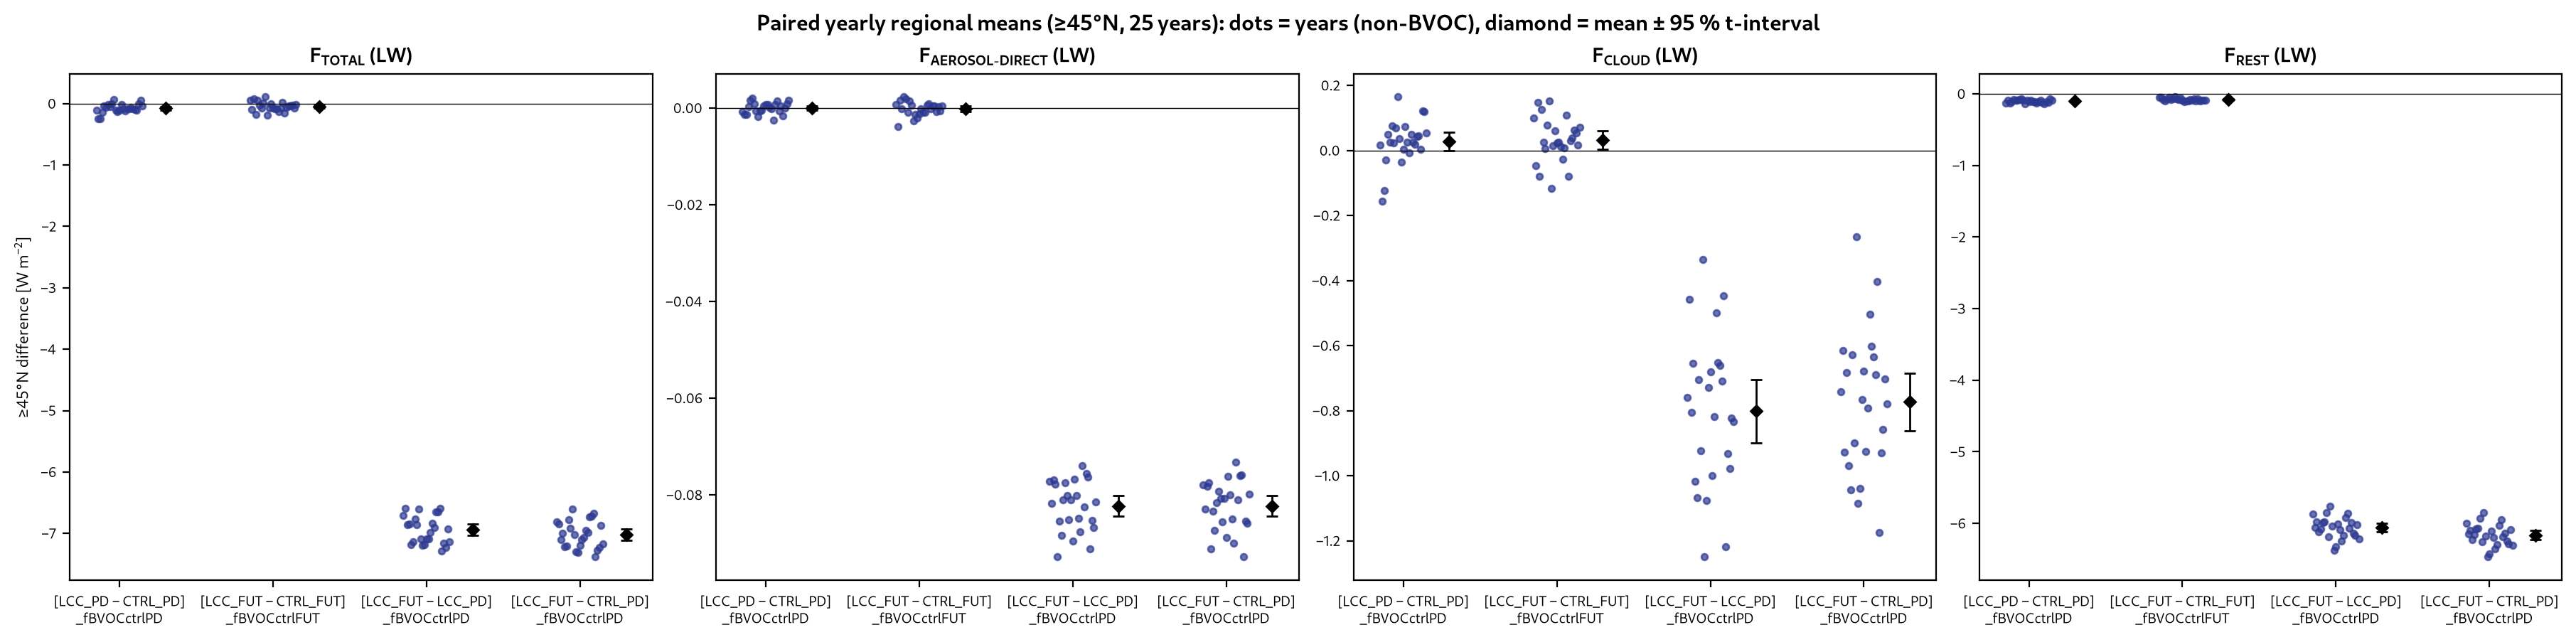 Paired yearly regional means (≥45°N, 25 years): dots = years (non-BVOC), diamond = mean ± 95 % t-interval
F_TOTAL (LW)
≥45°N difference [W m⁻²]
0
−1
−2
−3
−4
−5
−6
−7
[LCC_PD − CTRL_PD]
_fBVOCctrlPD
[LCC_FUT − CTRL_FUT]
_fBVOCctrlFUT
[LCC_FUT − LCC_PD]
_fBVOCctrlPD
[LCC_FUT − CTRL_PD]
_fBVOCctrlPD
F_AEROSOL-DIRECT (LW)
0.00
−0.02
−0.04
−0.06
−0.08
[LCC_PD − CTRL_PD]
_fBVOCctrlPD
[LCC_FUT − CTRL_FUT]
_fBVOCctrlFUT
[LCC_FUT − LCC_PD]
_fBVOCctrlPD
[LCC_FUT − CTRL_PD]
_fBVOCctrlPD
F_CLOUD (LW)
0.2
0.0
−0.2
−0.4
−0.6
−0.8
−1.0
−1.2
[LCC_PD − CTRL_PD]
_fBVOCctrlPD
[LCC_FUT − CTRL_FUT]
_fBVOCctrlFUT
[LCC_FUT − LCC_PD]
_fBVOCctrlPD
[LCC_FUT − CTRL_PD]
_fBVOCctrlPD
F_REST (LW)
0
−1
−2
−3
−4
−5
−6
[LCC_PD − CTRL_PD]
_fBVOCctrlPD
[LCC_FUT − CTRL_FUT]
_fBVOCctrlFUT
[LCC_FUT − LCC_PD]
_fBVOCctrlPD
[LCC_FUT − CTRL_PD]
_fBVOCctrlPD